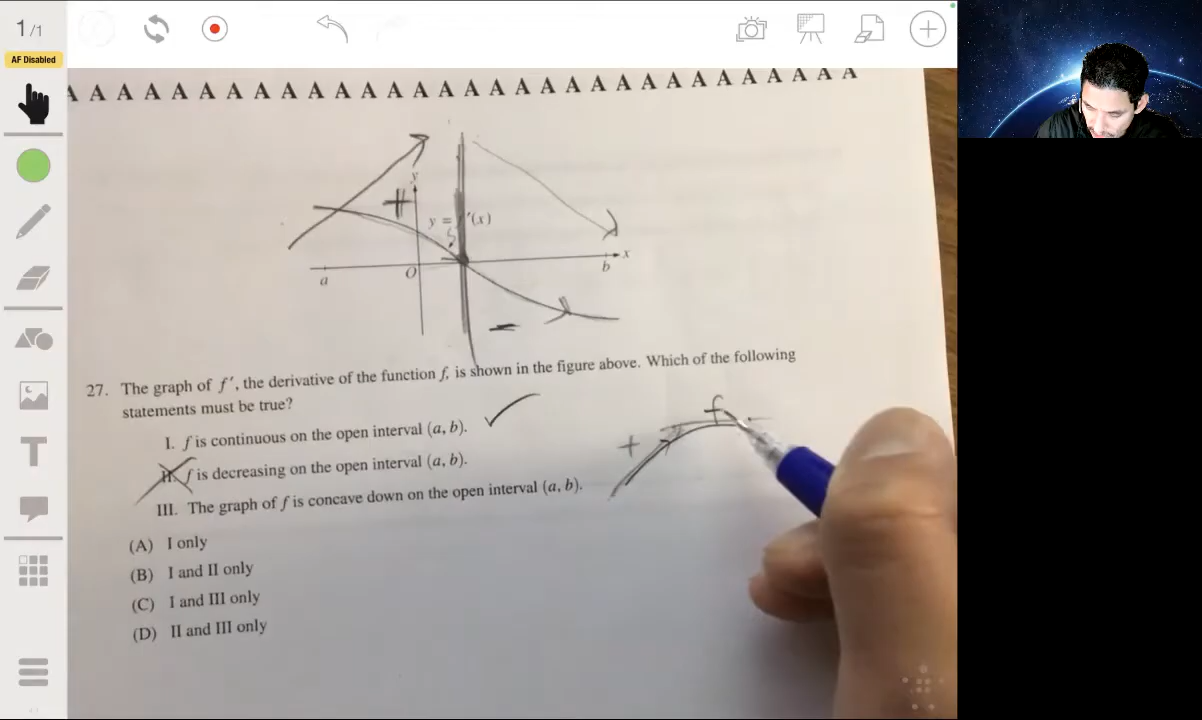 1/1
AF Disabled
A A A A A A A A A A A A A A A A A A A A A A A A A A A A A
+
y
y = f'(x)
a
O
b
x
−
27. The graph of f′, the derivative of the function f, is shown in the figure above. Which of the following
statements must be true?
I. f is continuous on the open interval (a, b).
II. f is decreasing on the open interval (a, b).
III. The graph of f is concave down on the open interval (a, b).
f
+
−
(A) I only
(B) I and II only
(C) I and III only
(D) II and III only
T